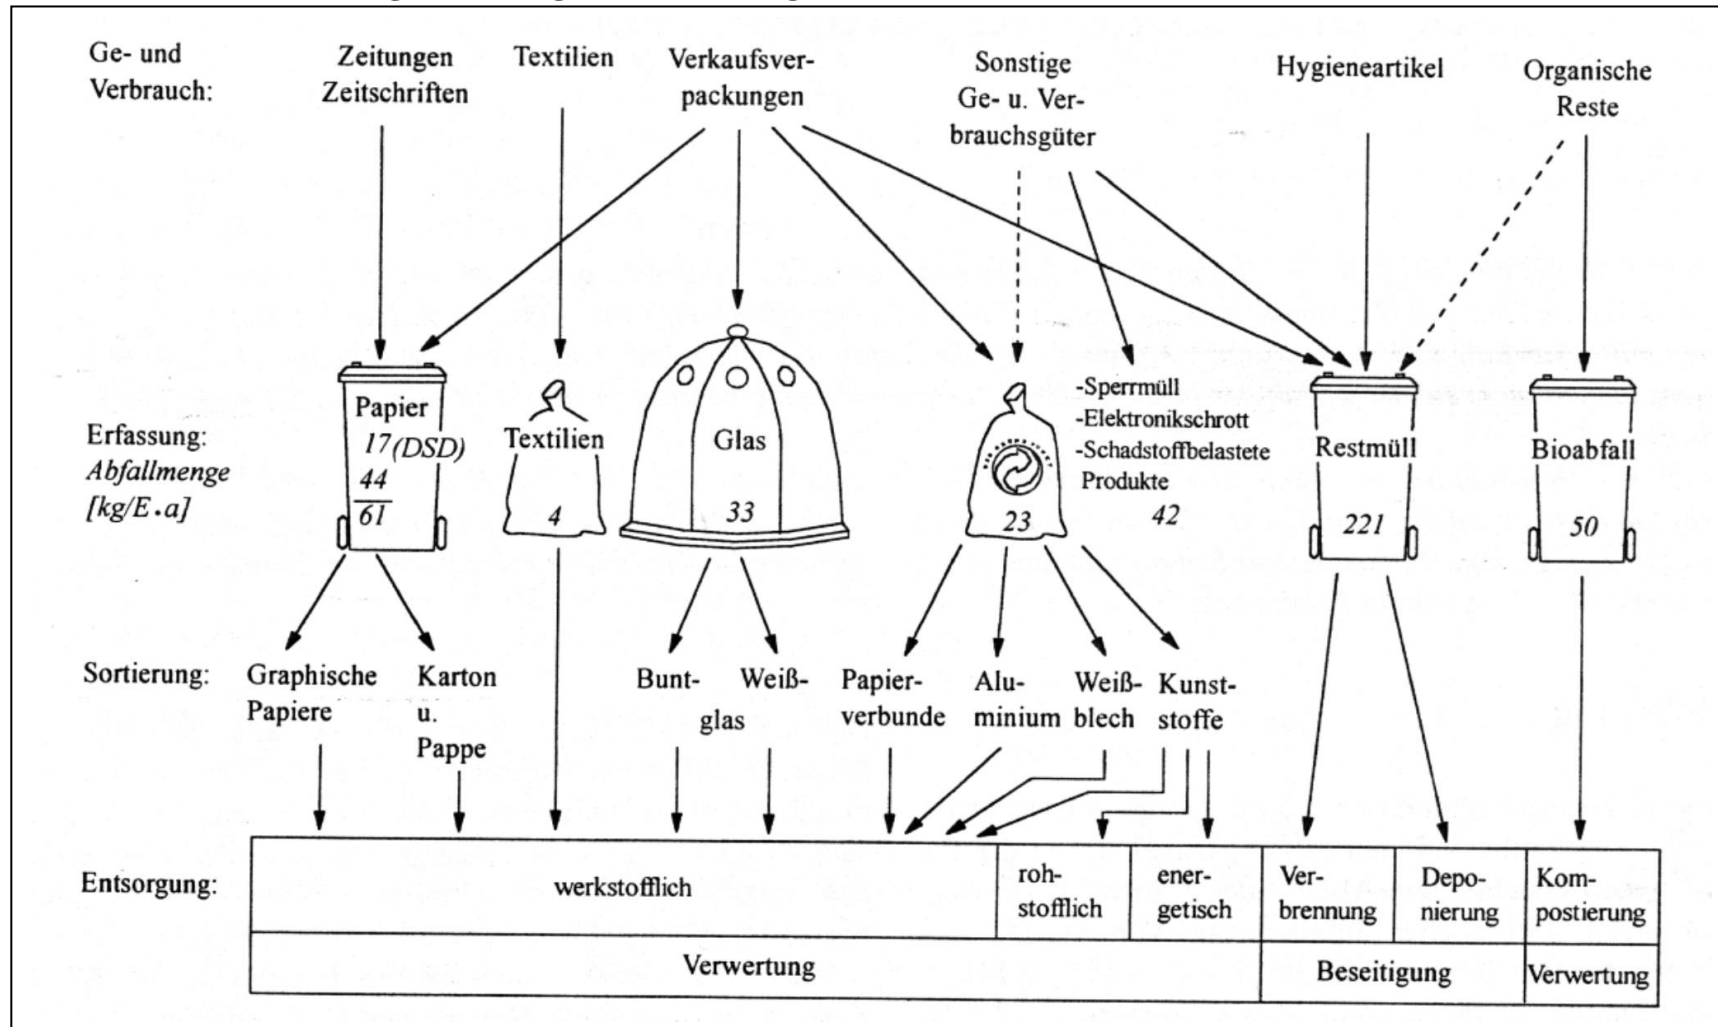 Ge- und
Verbrauch:
Zeitungen
Zeitschriften
Textilien
Verkaufsver-
packungen
Sonstige
Ge- u. Ver-
brauchsgüter
Hygieneartikel
Organische
Reste
Erfassung:
Abfallmenge
[kg/E·a]
Papier
17 (DSD)
44
61
Textilien
4
Glas
33
23
-Sperrmüll
-Elektronikschrott
-Schadstoffbelastete
Produkte
42
Restmüll
221
Bioabfall
50
Sortierung:
Graphische
Papiere
Karton
u.
Pappe
Bunt- Weiß-
glas
Papier-
verbunde
Alu-
minium
Weiß-
blech
Kunst-
stoffe
Entsorgung:
werkstofflich
roh-
stofflich
ener-
getisch
Ver-
brennung
Depo-
nierung
Kom-
postierung
Verwertung
Beseitigung
Verwertung